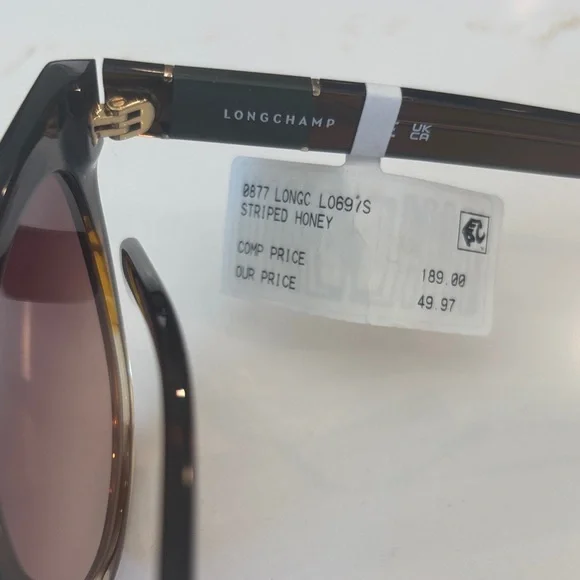 LONGCHAMP
UK
CA
0877 LONGC LO697S
STRIPED HONEY
COMP PRICE 189.00
OUR PRICE 49.97